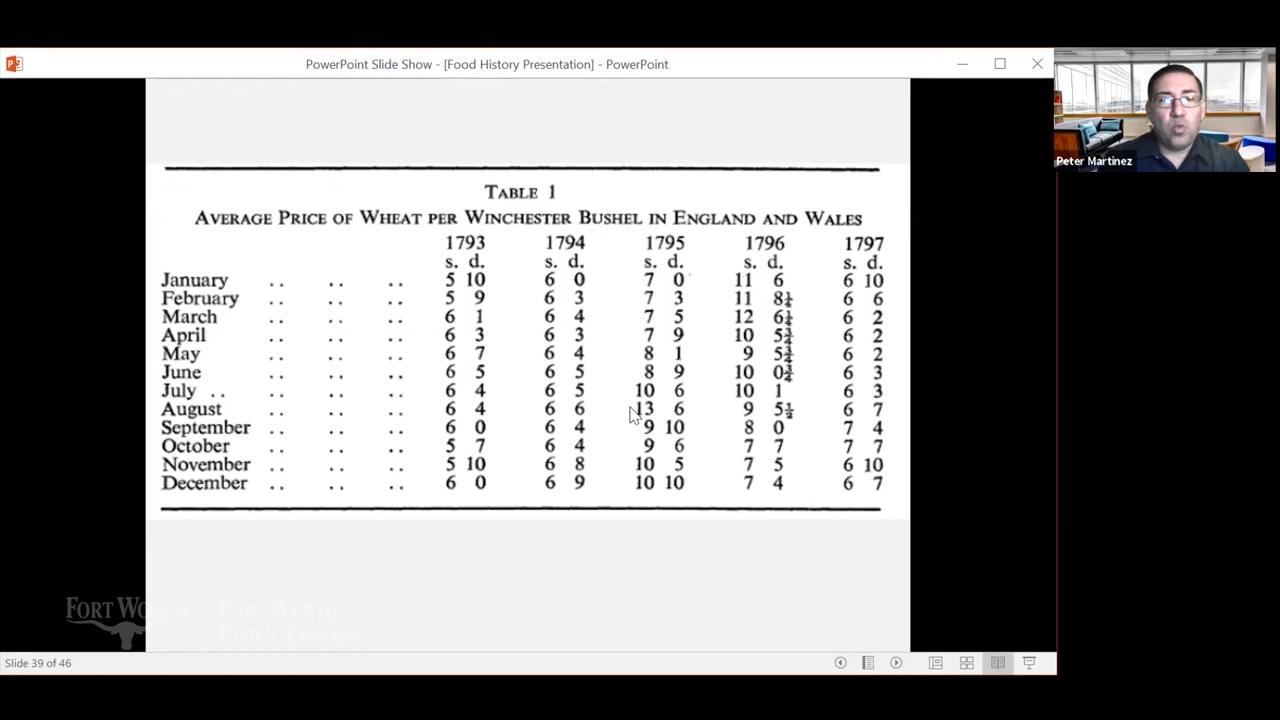 PowerPoint Slide Show - [Food History Presentation] - PowerPoint
Peter Martinez
TABLE 1
AVERAGE PRICE OF WHEAT PER WINCHESTER BUSHEL IN ENGLAND AND WALES
1793 1794 1795 1796 1797
s. d. s. d. s. d. s. d. s. d.
January .. .. .. 5 10 6 0 7 0 11 6 6 10
February .. .. .. 5 9 6 3 7 3 11 8¼ 6 6
March .. .. .. 6 1 6 4 7 5 12 6¼ 6 2
April .. .. .. 6 3 6 3 7 9 10 5¾ 6 2
May .. .. .. 6 7 6 4 8 1 9 5¾ 6 2
June .. .. .. 6 5 6 5 8 9 10 0¾ 6 3
July .. .. .. 6 4 6 5 10 6 10 1 6 3
August .. .. .. 6 4 6 6 13 6 9 5½ 6 7
September .. .. .. 6 0 6 4 9 10 8 0 7 4
October .. .. .. 5 7 6 4 9 6 7 7 7 7
November .. .. .. 5 10 6 8 10 5 7 5 6 10
December .. .. .. 6 0 6 9 10 10 7 4 6 7
FORT WORTH
FORT WORTH
PUBLIC LIBRARY
Slide 39 of 46